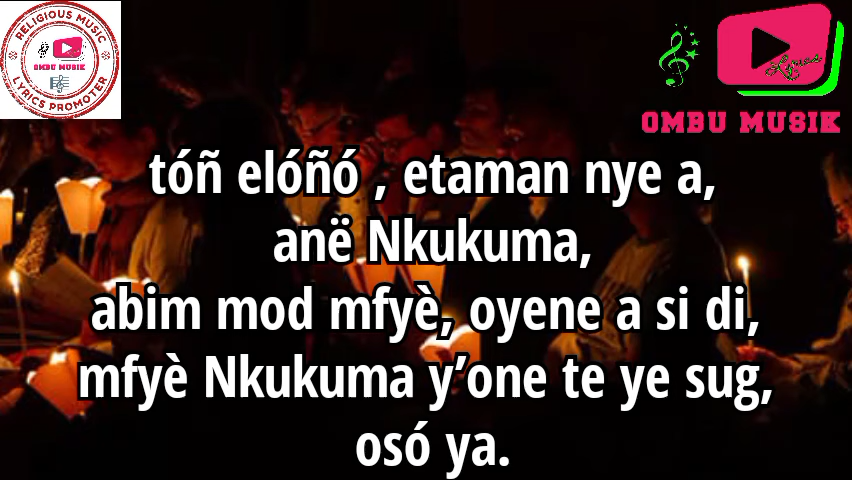 RELIGIOUS MUSIC
OMBU MUSIK
LYRICS PROMOTER
Lyrics
OMBU MUSIK
tóñ elóñó , etaman nye a,
anë Nkukuma,
abim mod mfyè, oyene a si di,
mfyè Nkukuma y’one te ye sug,
osó ya.